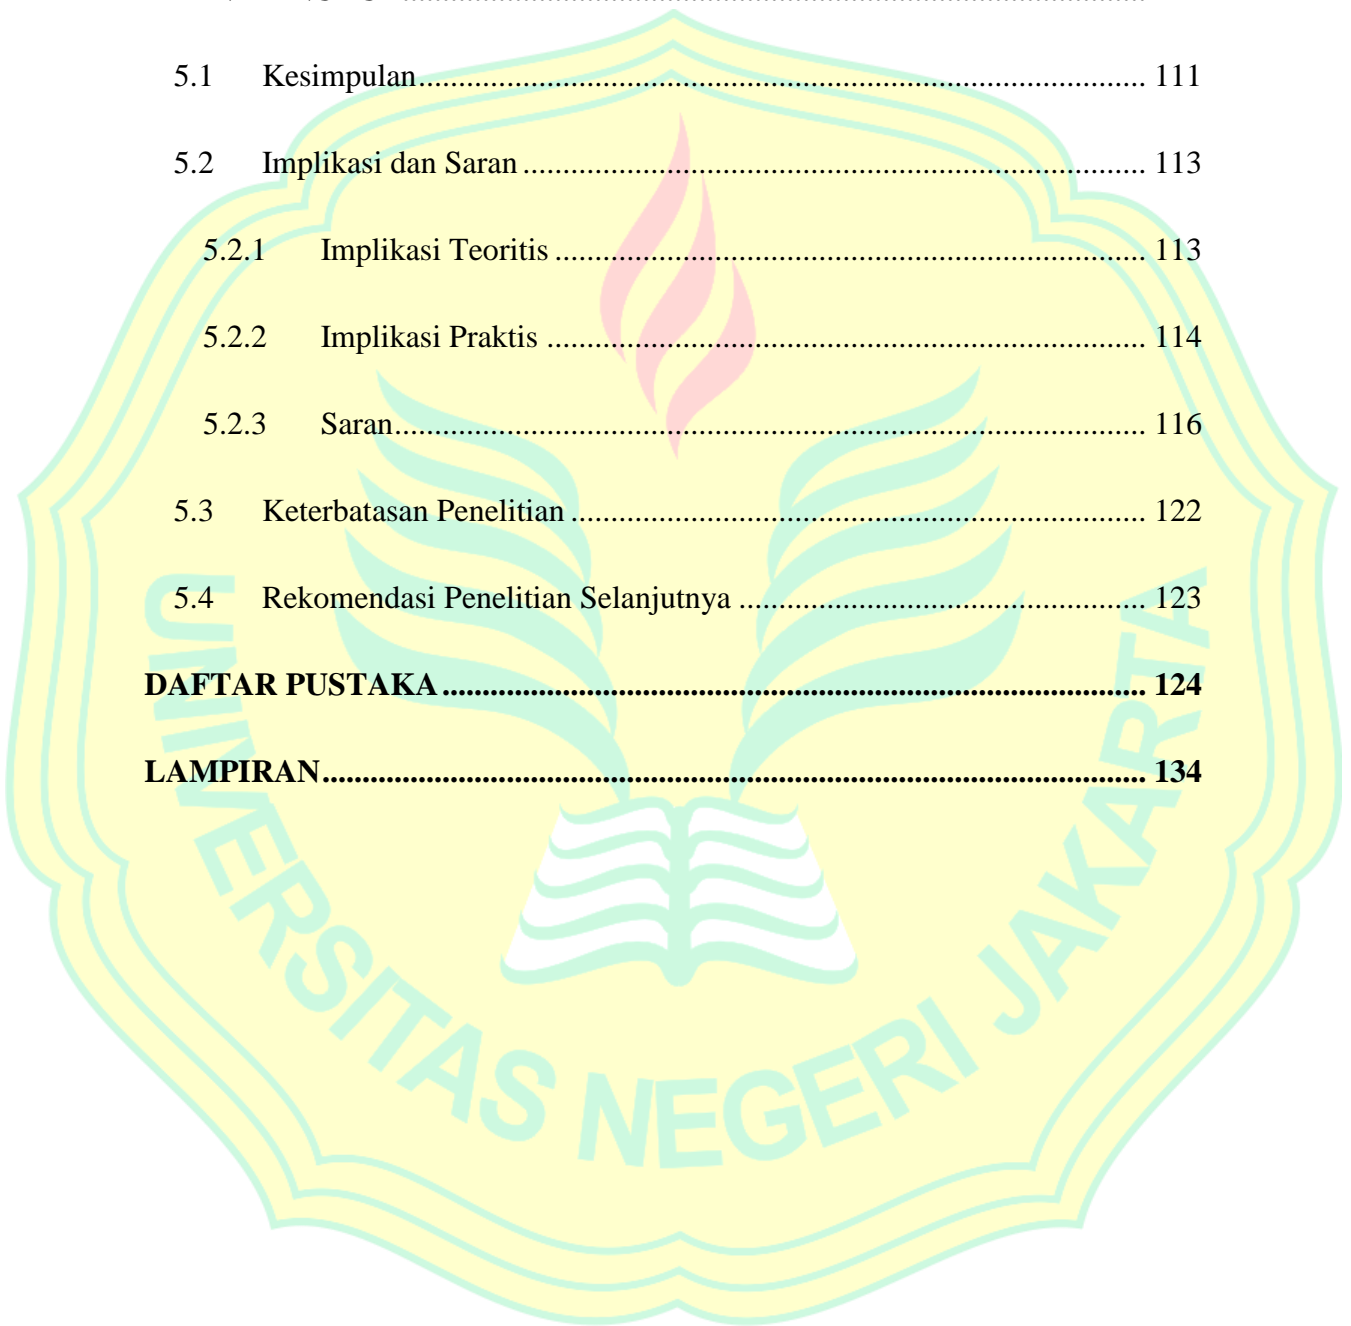 5.1 Kesimpulan.......................................................................................... 111
5.2 Implikasi dan Saran ............................................................................. 113
5.2.1 Implikasi Teoritis ......................................................................... 113
5.2.2 Implikasi Praktis .......................................................................... 114
5.2.3 Saran............................................................................................. 116
5.3 Keterbatasan Penelitian ....................................................................... 122
5.4 Rekomendasi Penelitian Selanjutnya .................................................. 123
DAFTAR PUSTAKA ....................................................................................... 124
LAMPIRAN...................................................................................................... 134
UNIVERSITAS NEGERI JAKARTA